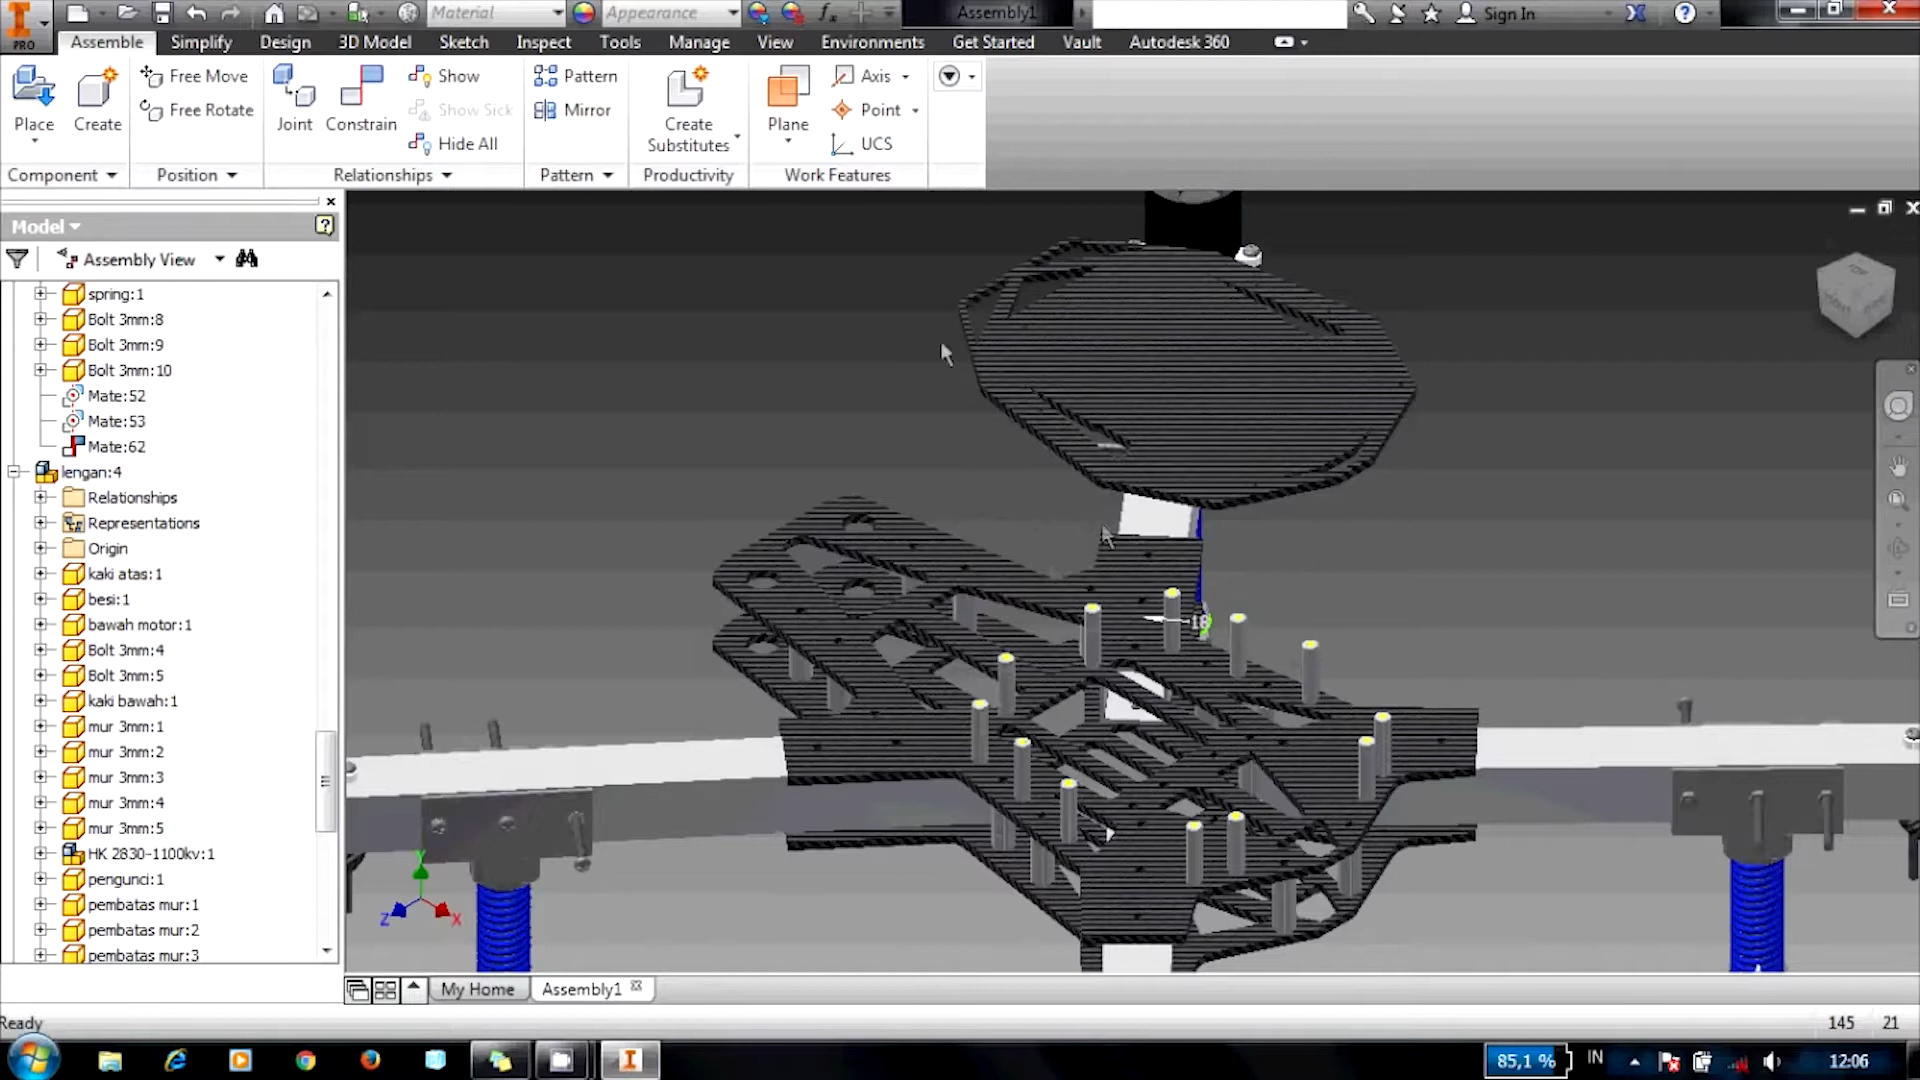 PRO
Material
Appearance
fx
Assembly1
Sign In
Assemble
Simplify
Design
3D Model
Sketch
Inspect
Tools
Manage
View
Environments
Get Started
Vault
Autodesk 360
Place
Create
Free Move
Free Rotate
Joint
Constrain
Show
Show Sick
Hide All
Pattern
Mirror
Create
Substitutes
Plane
Axis
Point
UCS
Component
Position
Relationships
Pattern
Productivity
Work Features
Model
Assembly View
spring:1
Bolt 3mm:8
Bolt 3mm:9
Bolt 3mm:10
Mate:52
Mate:53
Mate:62
lengan:4
Relationships
Representations
Origin
kaki atas:1
besi:1
bawah motor:1
Bolt 3mm:4
Bolt 3mm:5
kaki bawah:1
mur 3mm:1
mur 3mm:2
mur 3mm:3
mur 3mm:4
mur 3mm:5
HK 2830-1100kv:1
pengunci:1
pembatas mur:1
pembatas mur:2
pembatas mur:3
TOP
Y
Z
X
My Home
Assembly1
Ready
145
21
85,1 %
IN
12:06